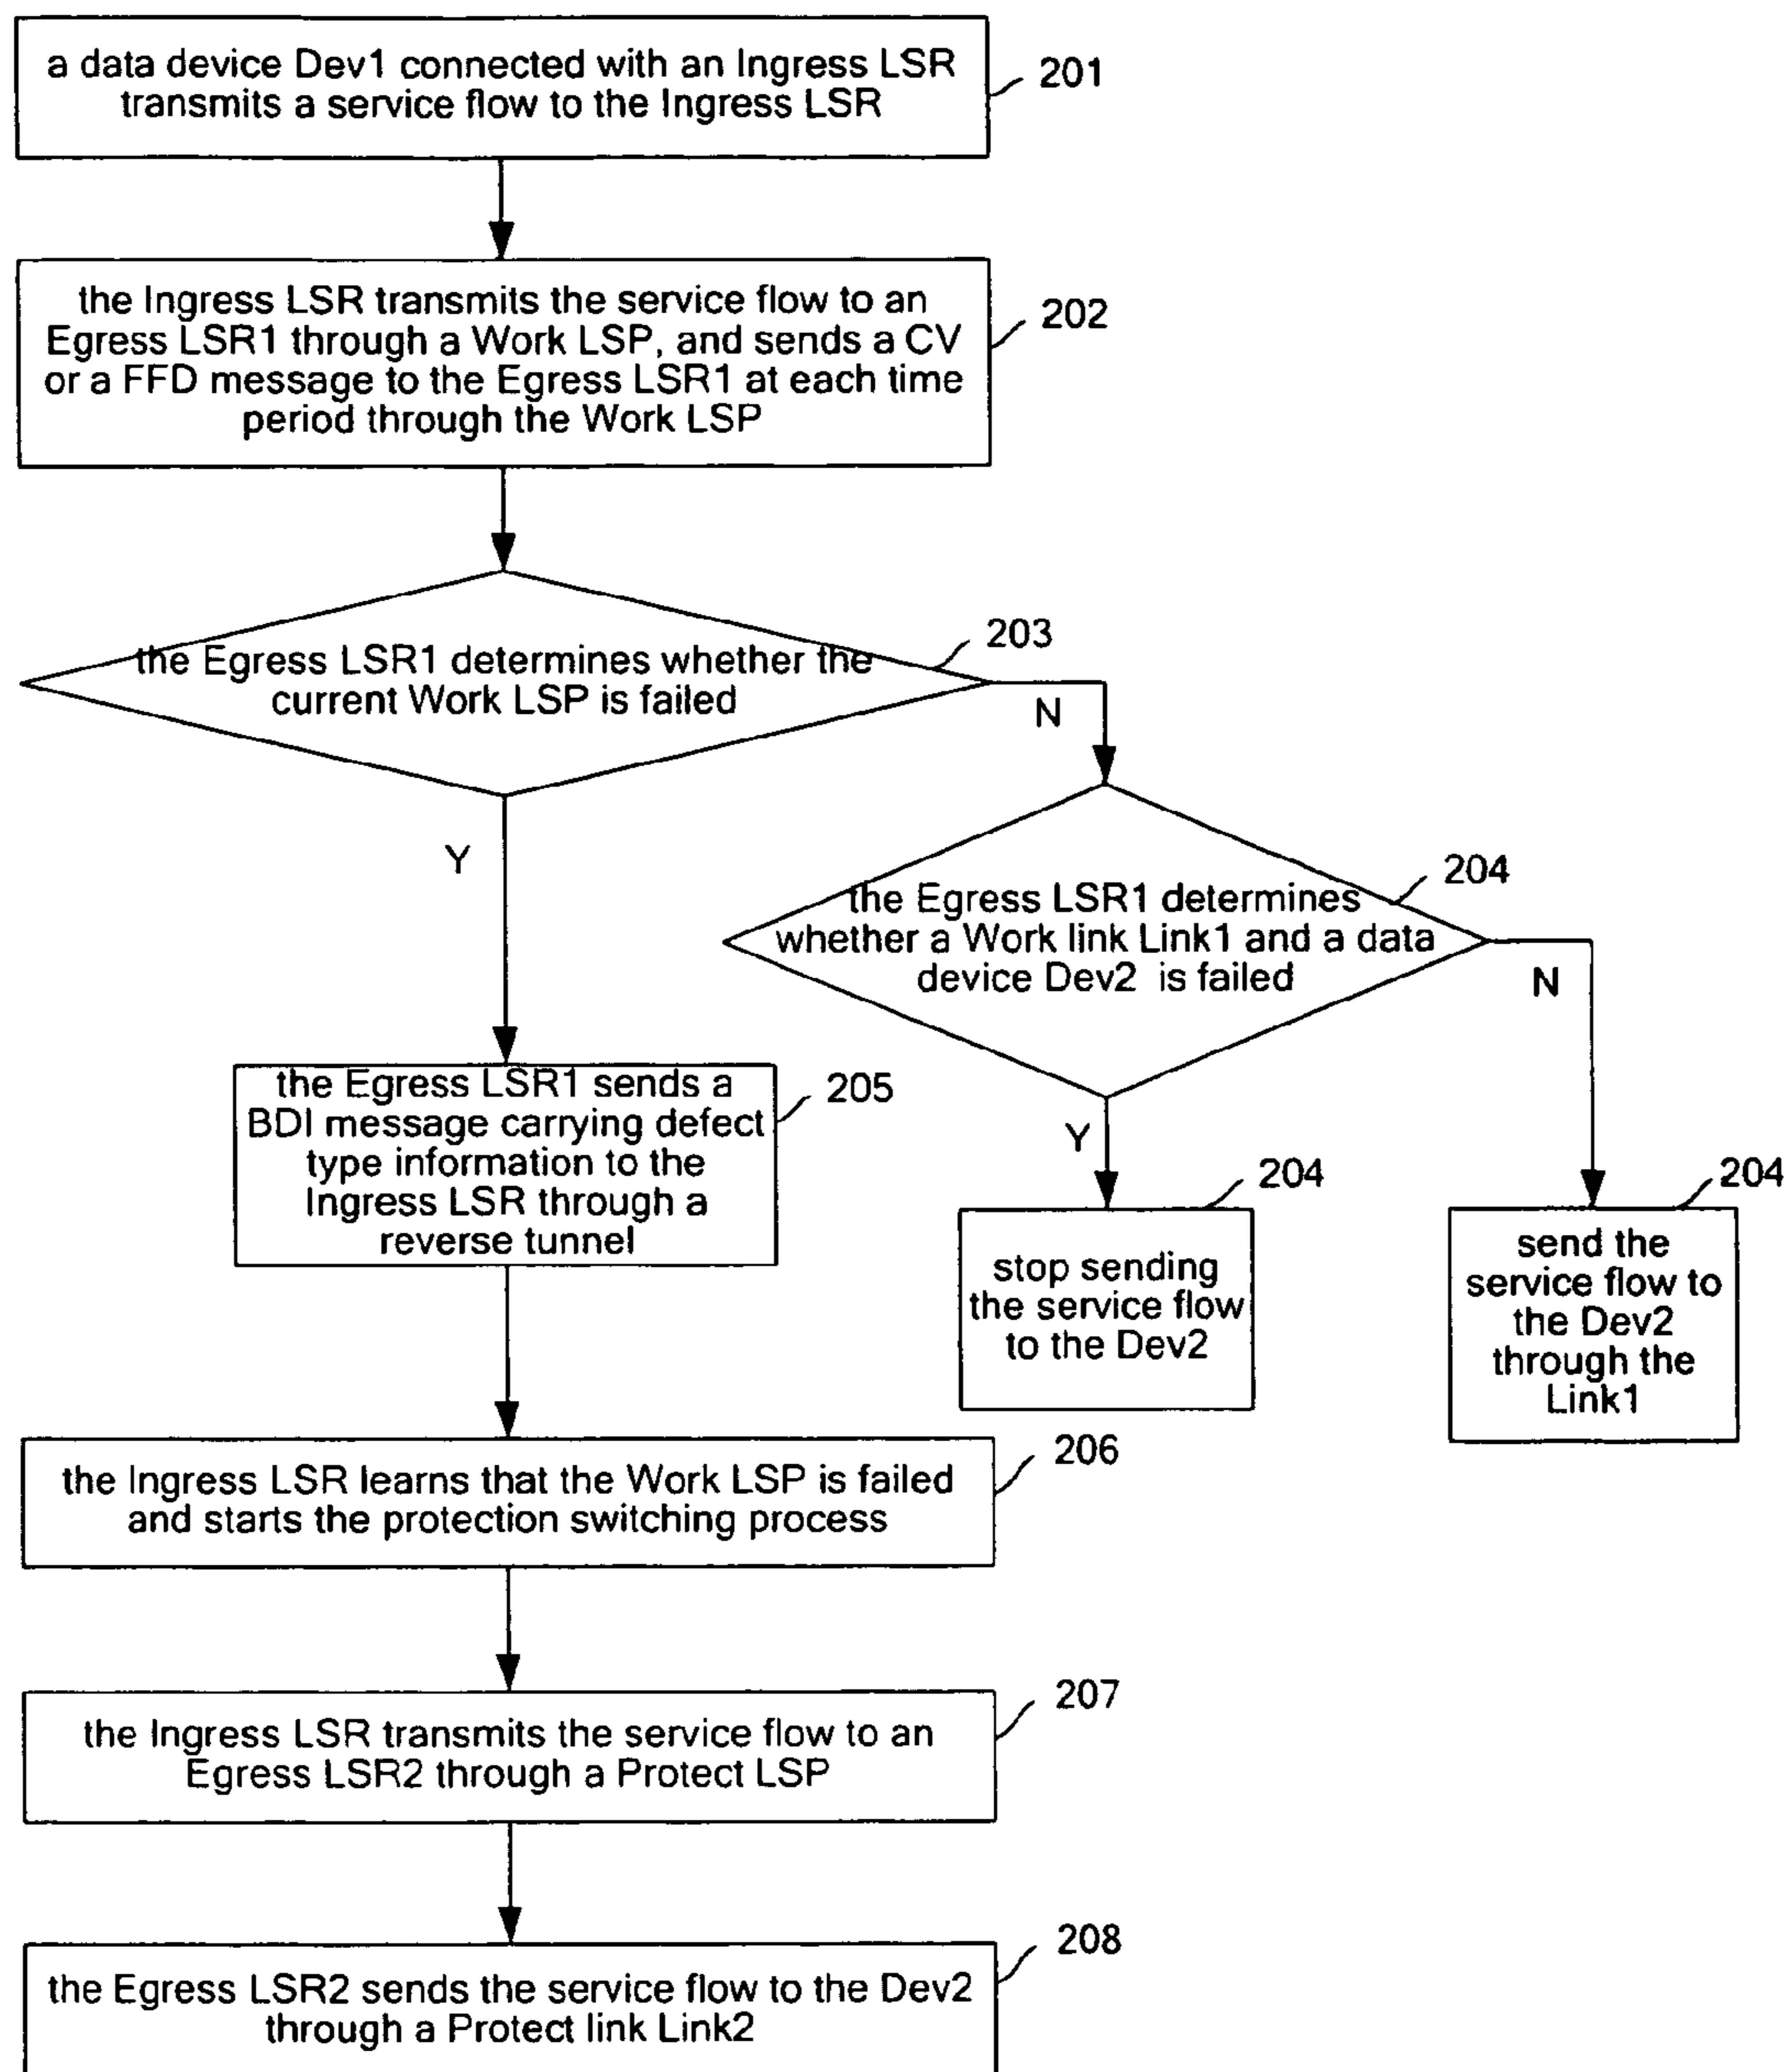 a data device Dev1 connected with an Ingress LSR
transmits a service flow to the Ingress LSR
201
the Ingress LSR transmits the service flow to an
Egress LSR1 through a Work LSP, and sends a CV
or a FFD message to the Egress LSR1 at each time
period through the Work LSP
202
the Egress LSR1 determines whether the
current Work LSP is failed
203
N
Y
the Egress LSR1 determines
whether a Work link Link1 and a data
device Dev2 is failed
204
N
Y
the Egress LSR1 sends a
BDI message carrying defect
type information to the
Ingress LSR through a
reverse tunnel
205
stop sending
the service flow
to the Dev2
204
send the
service flow to
the Dev2
through the
Link1
204
the Ingress LSR learns that the Work LSP is failed
and starts the protection switching process
206
the Ingress LSR transmits the service flow to an
Egress LSR2 through a Protect LSP
207
the Egress LSR2 sends the service flow to the Dev2
through a Protect link Link2
208